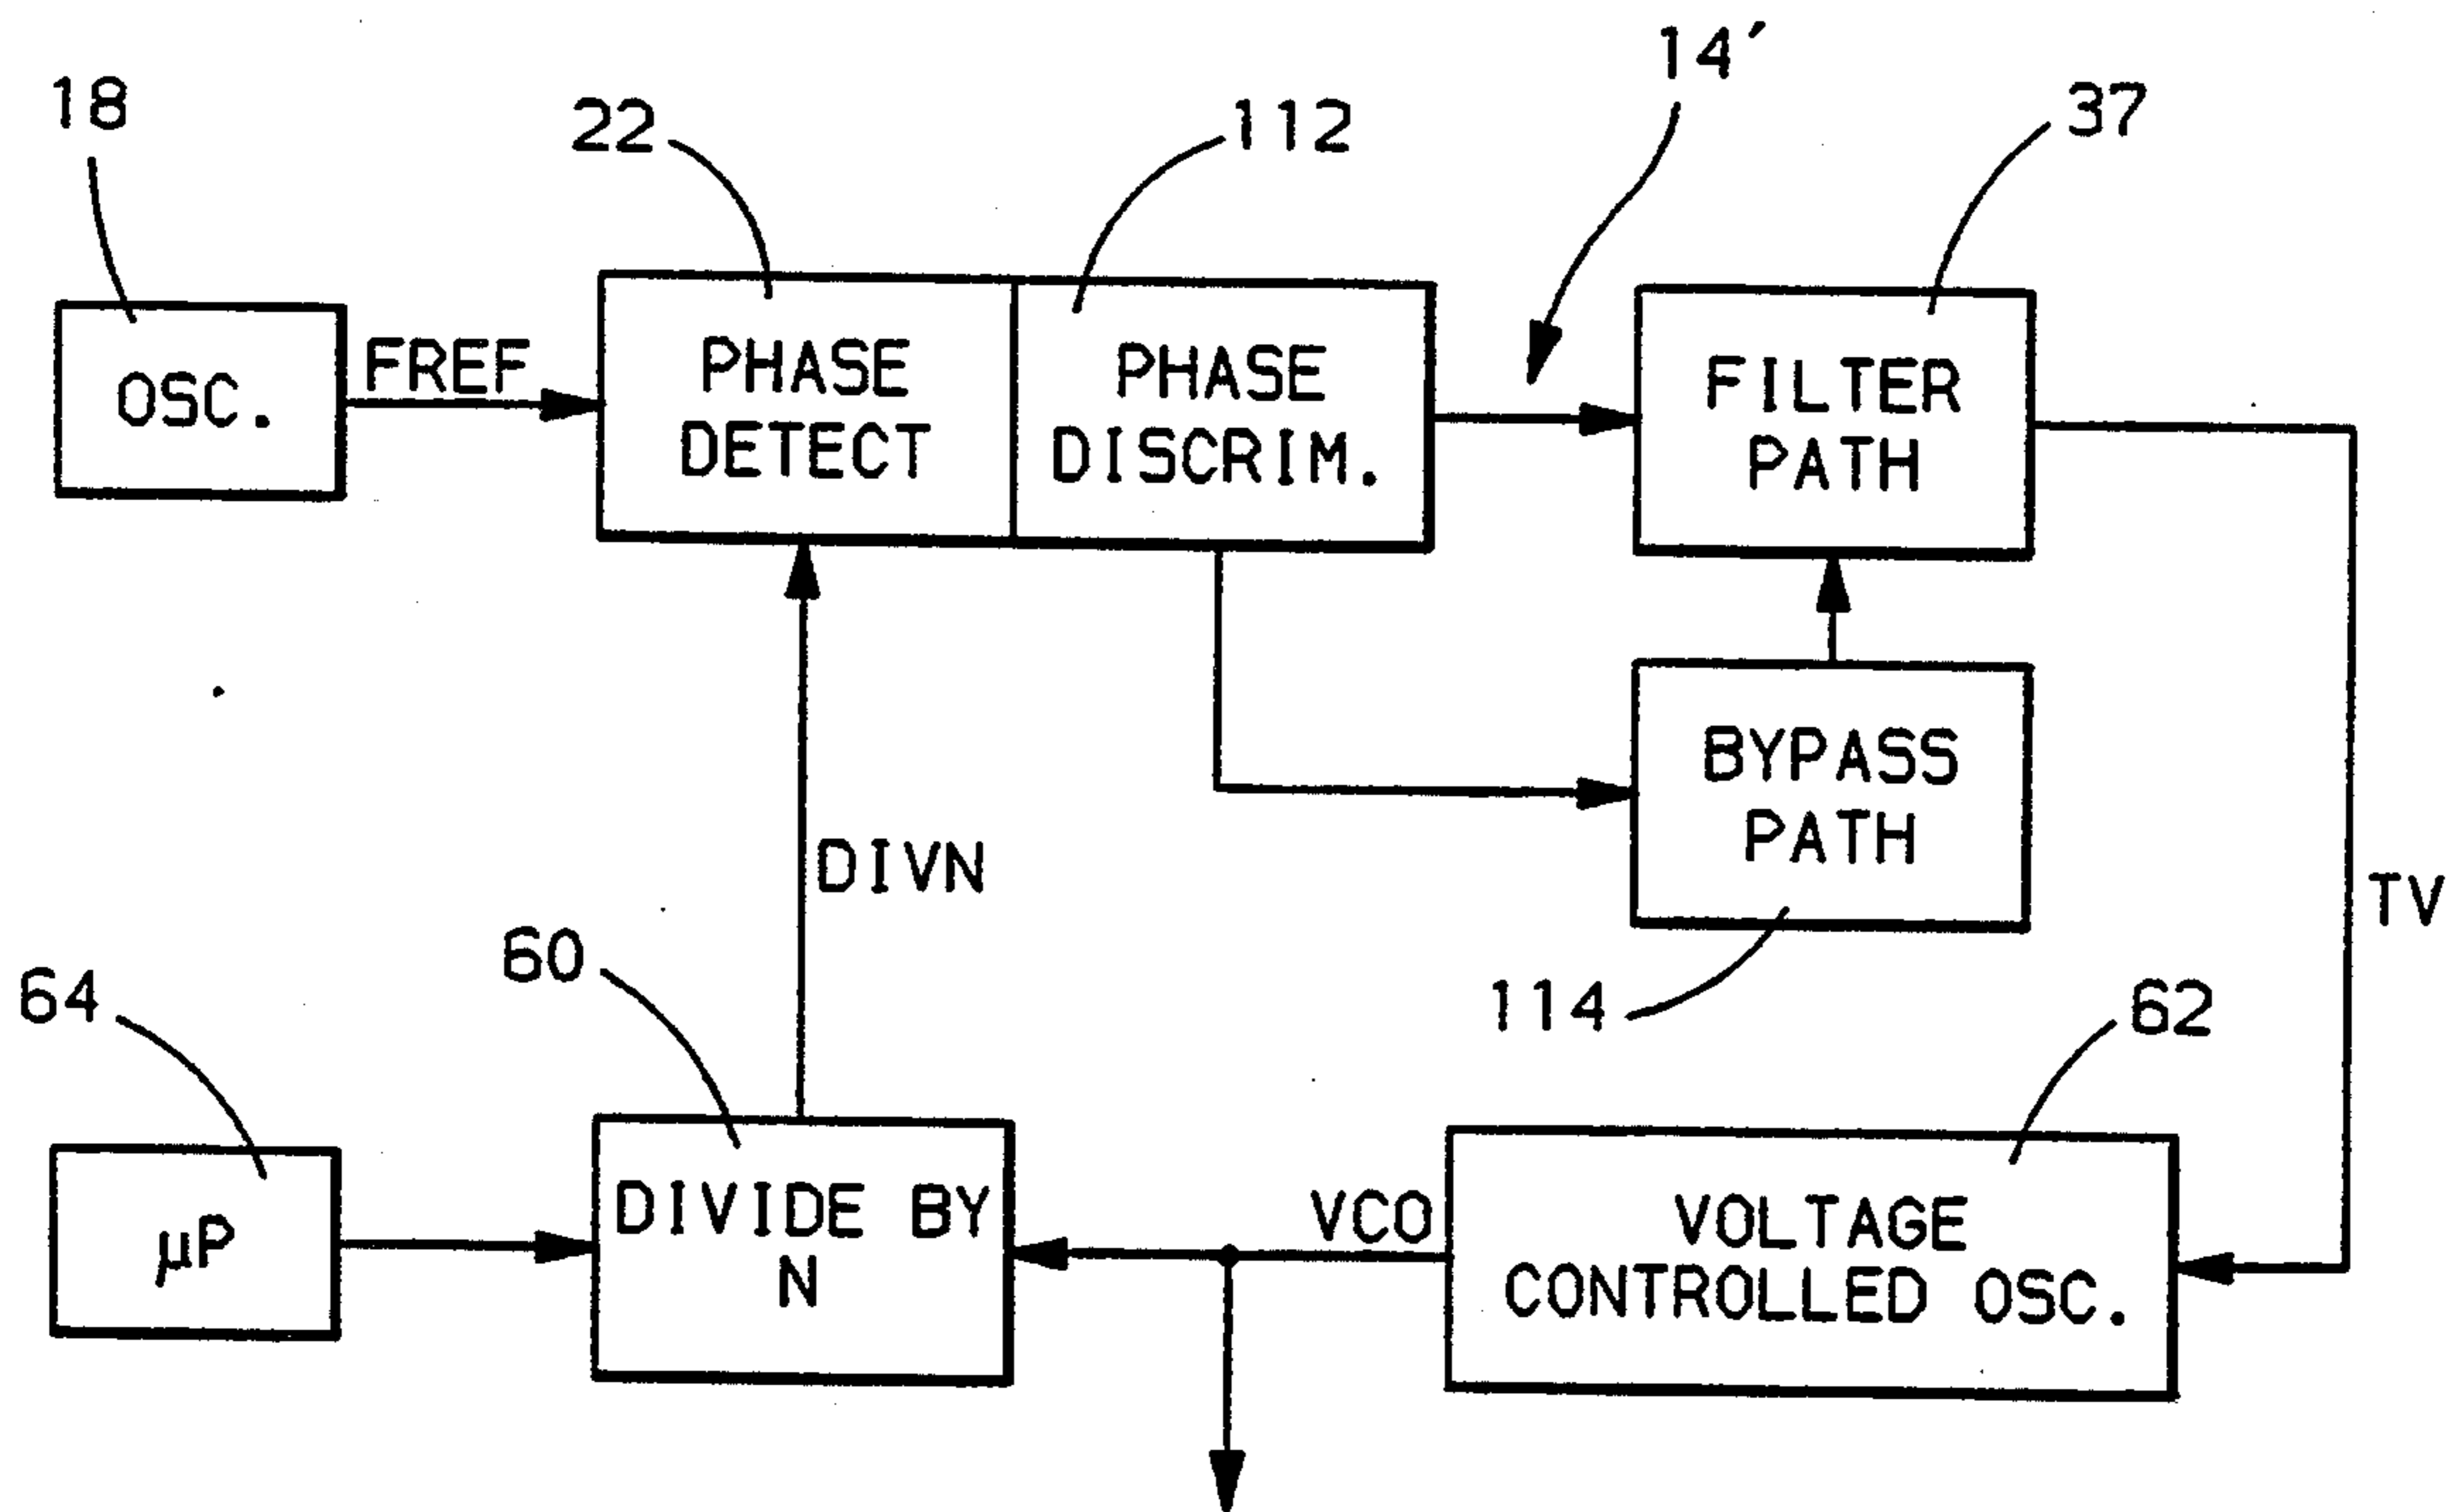 14′
18
22
112
37
OSC.
FREF
PHASE
DETECT
PHASE
DISCRIM.
FILTER
PATH
BYPASS
PATH
DIVN
TV
114
60
64
62
µP
DIVIDE BY
N
VCO
VOLTAGE
CONTROLLED OSC.